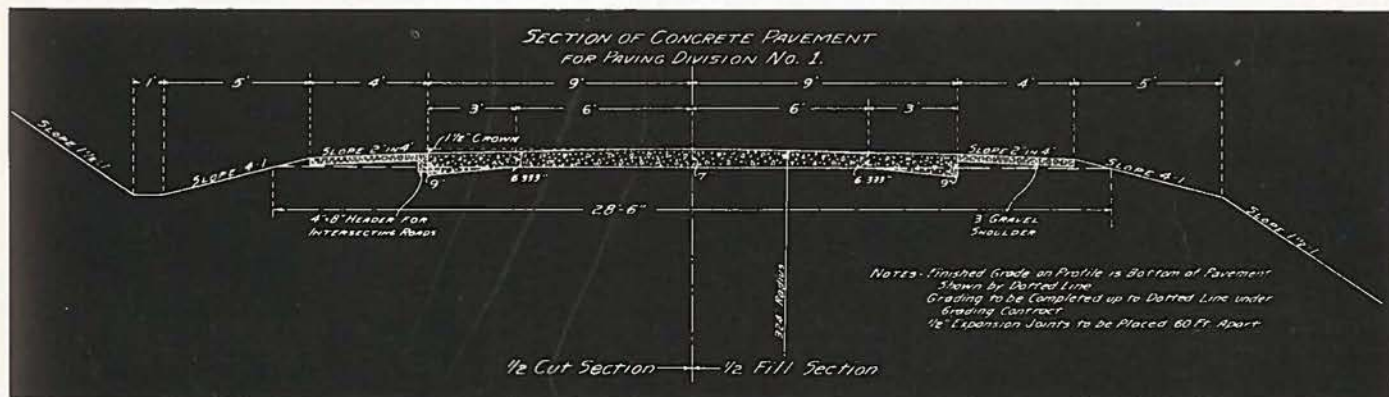 SECTION OF CONCRETE PAVEMENT
FOR PAVING DIVISION NO. 1.
1' 5' 4' 9' 9' 4' 5'
3' 6' 6' 3'
SLOPE 1½-1
SLOPE 4-1
SLOPE 2" IN 4'
1½" CROWN
SLOPE 2" IN 4'
SLOPE 4-1
SLOPE 1½-1
9" 6.333" 7" 6.333" 9"
28'-6"
4"×8" HEADER FOR
INTERSECTING ROADS
3" GRAVEL
SHOULDER
324' Radius
NOTES - Finished Grade on Profile is Bottom of Pavement
Shown by Dotted Line
Grading to be Completed up to Dotted Line under
Grading Contract
½" Expansion Joints to be Placed 60 Ft. Apart
½ Cut Section ½ Fill Section